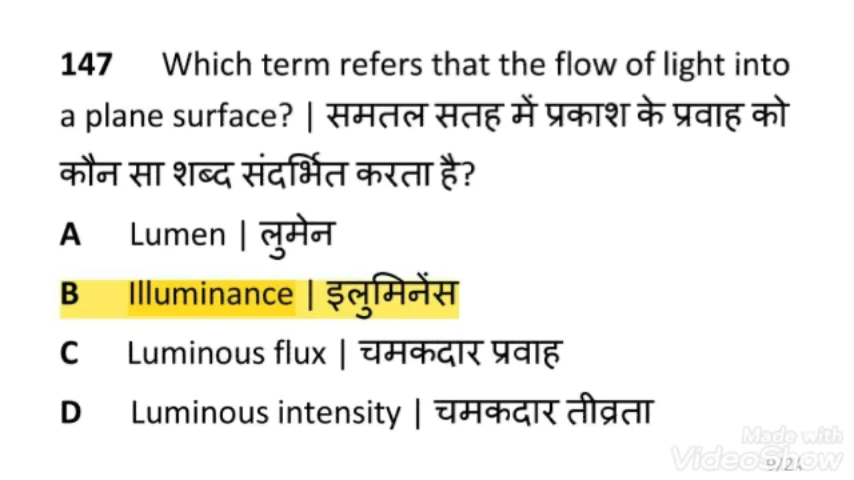 147 Which term refers that the flow of light into
a plane surface? | समतल सतह में प्रकाश के प्रवाह को
कौन सा शब्द संदर्भित करता है?
A Lumen | लुमेन
B Illuminance | इलुमिनेंस
C Luminous flux | चमकदार प्रवाह
D Luminous intensity | चमकदार तीव्रता
Made with
VideoShow